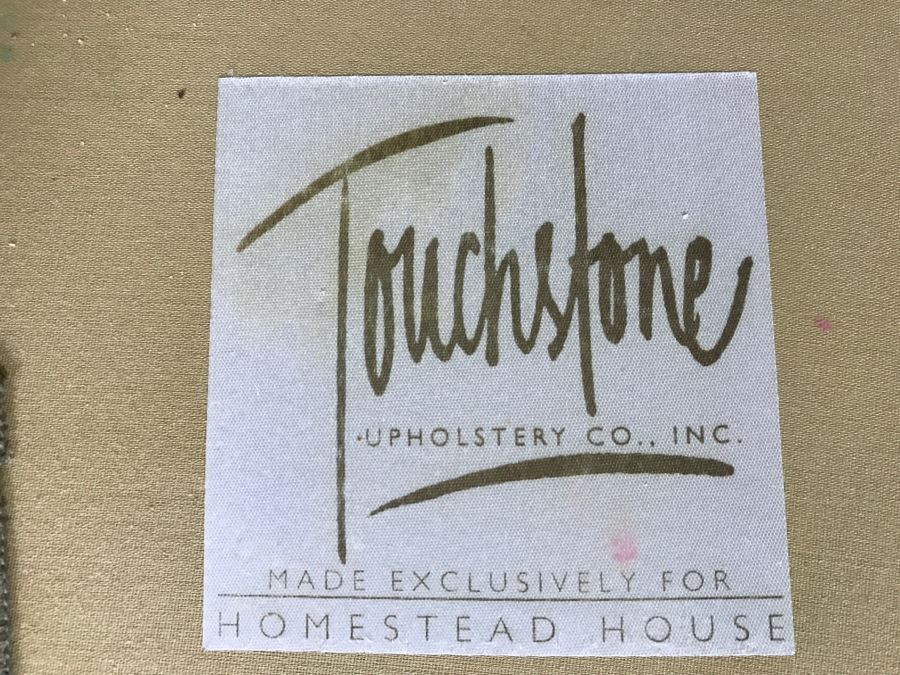 Touchstone
UPHOLSTERY CO., INC.
MADE EXCLUSIVELY FOR
HOMESTEAD HOUSE